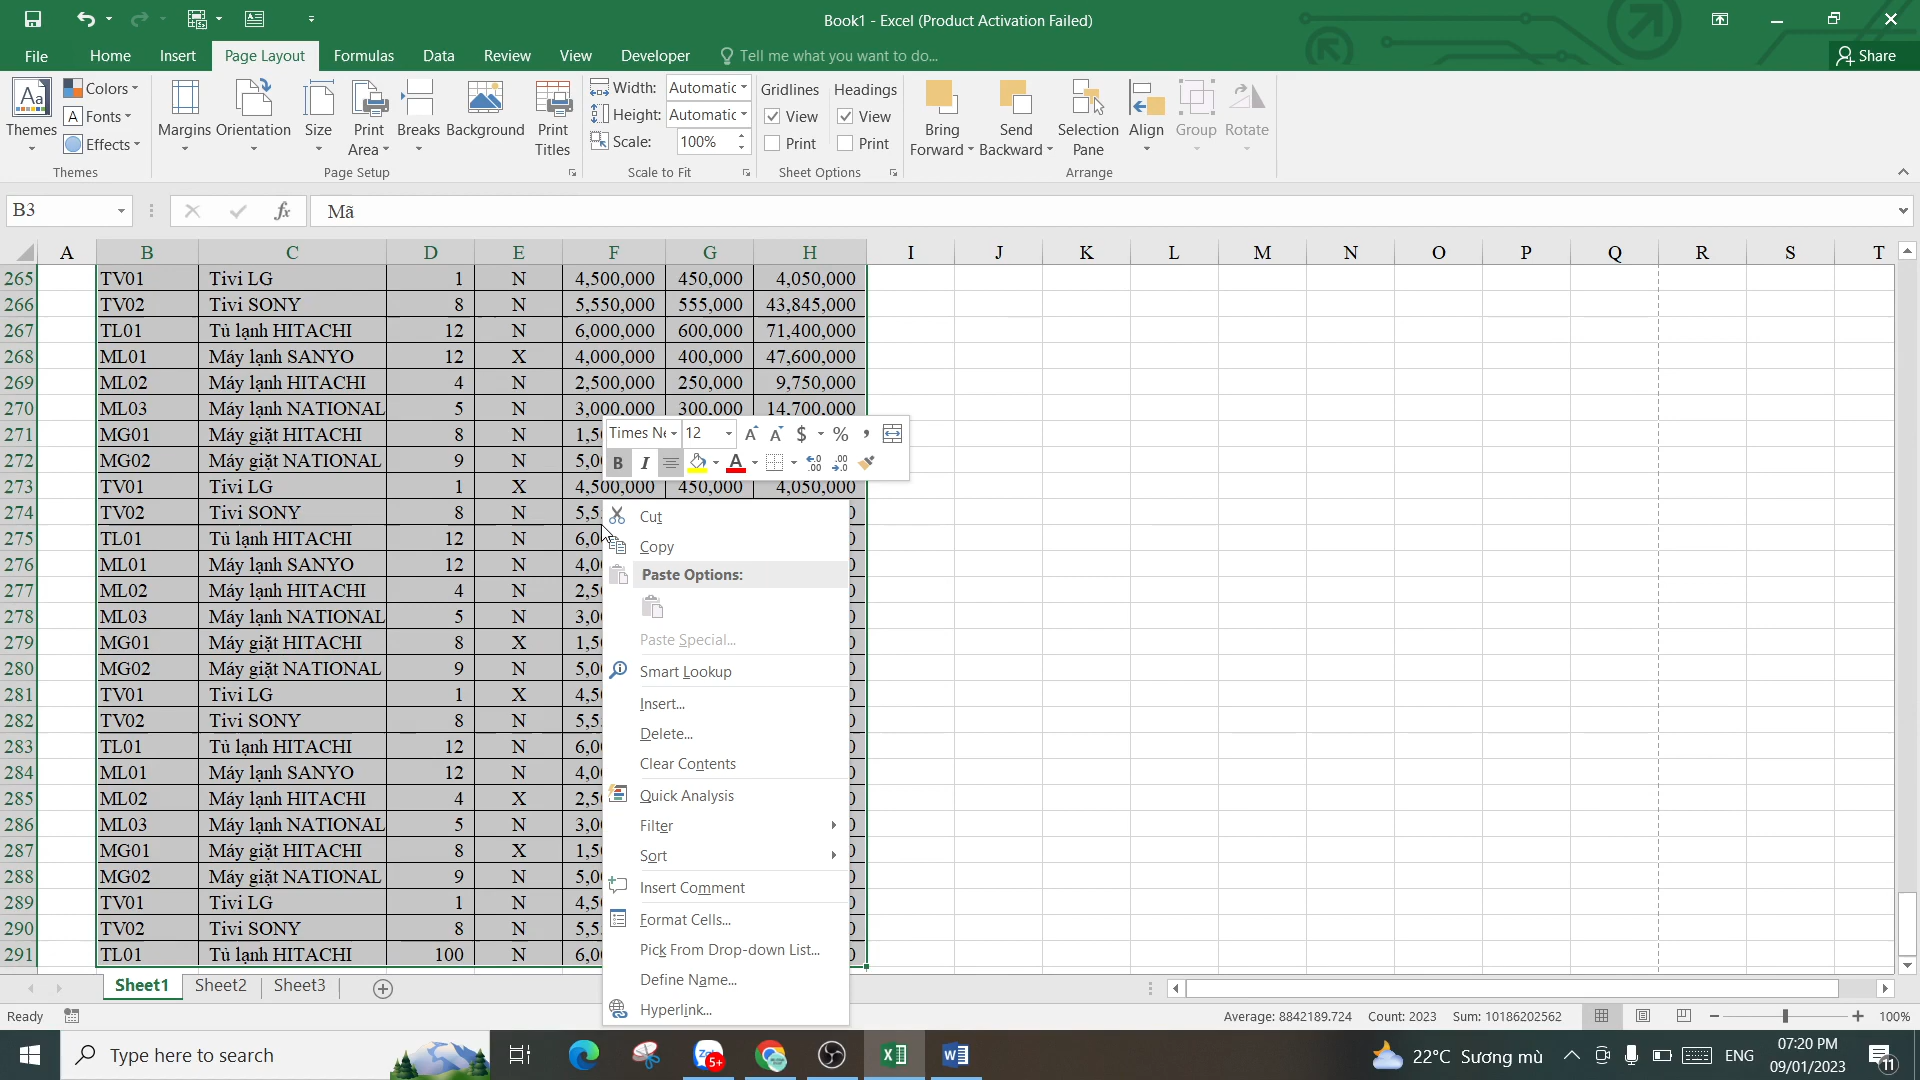 Book1 - Excel (Product Activation Failed)
File Home Insert Page Layout Formulas Data Review View Developer Tell me what you want to do... Share
Themes Colors Fonts Effects Margins Orientation Size Print Area Breaks Background Print Titles Width: Automatic Height: Automatic Scale: 100% Gridlines View Print Headings View Print Bring Forward Send Backward Selection Pane Align Group Rotate
Themes Page Setup Scale to Fit Sheet Options Arrange
B3 fx Mã
A B C D E F G H I J K L M N O P Q R S T
265 TV01 Tivi LG 1 N 4,500,000 450,000 4,050,000
266 TV02 Tivi SONY 8 N 5,550,000 555,000 43,845,000
267 TL01 Tủ lạnh HITACHI 12 N 6,000,000 600,000 71,400,000
268 ML01 Máy lạnh SANYO 12 X 4,000,000 400,000 47,600,000
269 ML02 Máy lạnh HITACHI 4 N 2,500,000 250,000 9,750,000
270 ML03 Máy lạnh NATIONAL 5 N 3,000,000 300,000 14,700,000
271 MG01 Máy giặt HITACHI 8 N 1,5
272 MG02 Máy giặt NATIONAL 9 N 5,0
273 TV01 Tivi LG 1 X 4,500,000 450,000 4,050,000
274 TV02 Tivi SONY 8 N 5,5
275 TL01 Tủ lạnh HITACHI 12 N 6,0
276 ML01 Máy lạnh SANYO 12 N 4,0
277 ML02 Máy lạnh HITACHI 4 N 2,5
278 ML03 Máy lạnh NATIONAL 5 N 3,0
279 MG01 Máy giặt HITACHI 8 X 1,5
280 MG02 Máy giặt NATIONAL 9 N 5,0
281 TV01 Tivi LG 1 X 4,5
282 TV02 Tivi SONY 8 N 5,5
283 TL01 Tủ lạnh HITACHI 12 N 6,0
284 ML01 Máy lạnh SANYO 12 N 4,0
285 ML02 Máy lạnh HITACHI 4 X 2,5
286 ML03 Máy lạnh NATIONAL 5 N 3,0
287 MG01 Máy giặt HITACHI 8 X 1,5
288 MG02 Máy giặt NATIONAL 9 N 5,0
289 TV01 Tivi LG 1 N 4,5
290 TV02 Tivi SONY 8 N 5,5
291 TL01 Tủ lạnh HITACHI 100 N 6,0
Times Ne 12 A A $ % ,
B I A
Cut
Copy
Paste Options:
Paste Special...
Smart Lookup
Insert...
Delete...
Clear Contents
Quick Analysis
Filter
Sort
Insert Comment
Format Cells...
Pick From Drop-down List...
Define Name...
Hyperlink...
Sheet1 Sheet2 Sheet3
Ready Average: 8842189.724 Count: 2023 Sum: 10186202562 100%
Type here to search 5+ 22°C Sương mù ENG 07:20 PM
09/01/2023 11